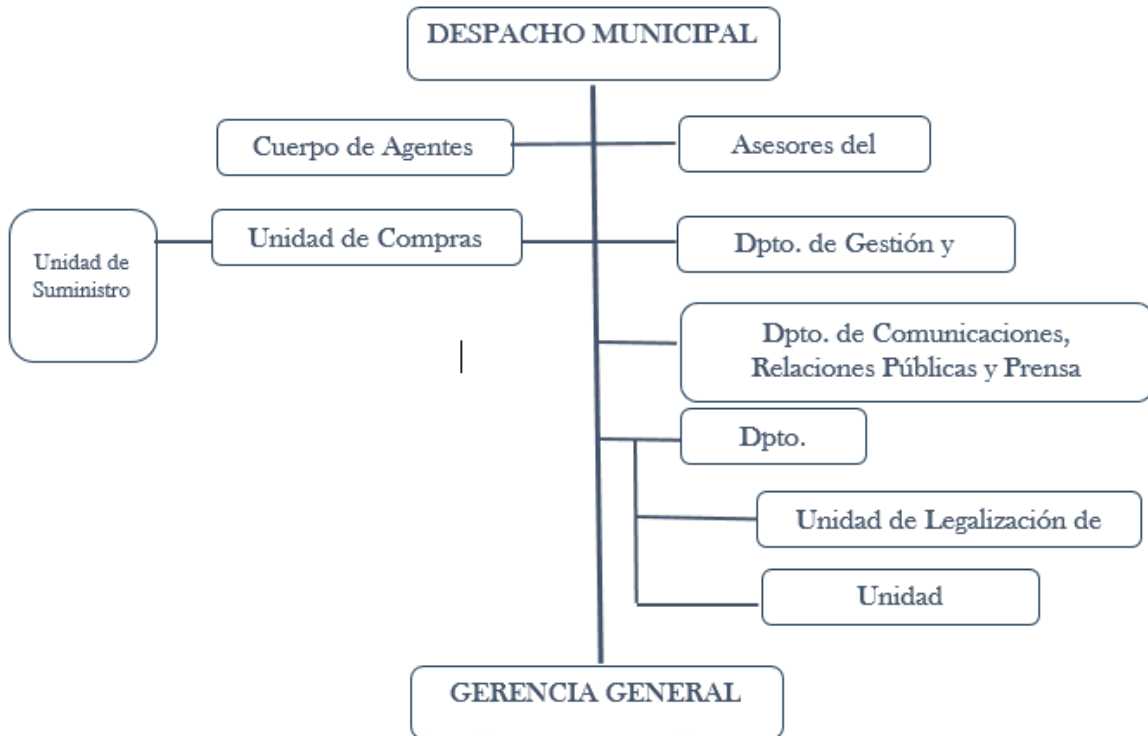 DESPACHO MUNICIPAL
Cuerpo de Agentes
Asesores del
Unidad de
Suministro
Unidad de Compras
Dpto. de Gestión y
Dpto. de Comunicaciones,
Relaciones Públicas y Prensa
Dpto.
Unidad de Legalización de
Unidad
GERENCIA GENERAL